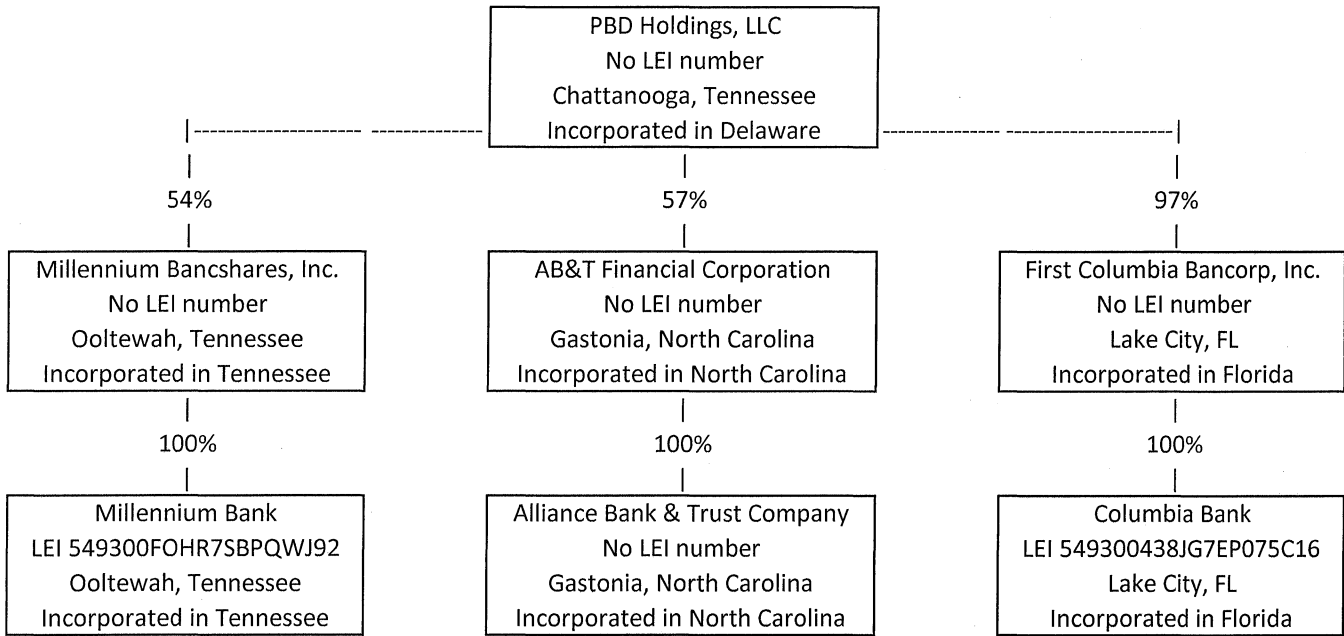 PBD Holdings, LLC
No LEI number
Chattanooga, Tennessee
Incorporated in Delaware
54%
57%
97%
Millennium Bancshares, Inc.
No LEI number
Ooltewah, Tennessee
Incorporated in Tennessee
AB&T Financial Corporation
No LEI number
Gastonia, North Carolina
Incorporated in North Carolina
First Columbia Bancorp, Inc.
No LEI number
Lake City, FL
Incorporated in Florida
100%
100%
100%
Millennium Bank
LEI 549300FOHR7SBPQWJ92
Ooltewah, Tennessee
Incorporated in Tennessee
Alliance Bank & Trust Company
No LEI number
Gastonia, North Carolina
Incorporated in North Carolina
Columbia Bank
LEI 549300438JG7EP075C16
Lake City, FL
Incorporated in Florida